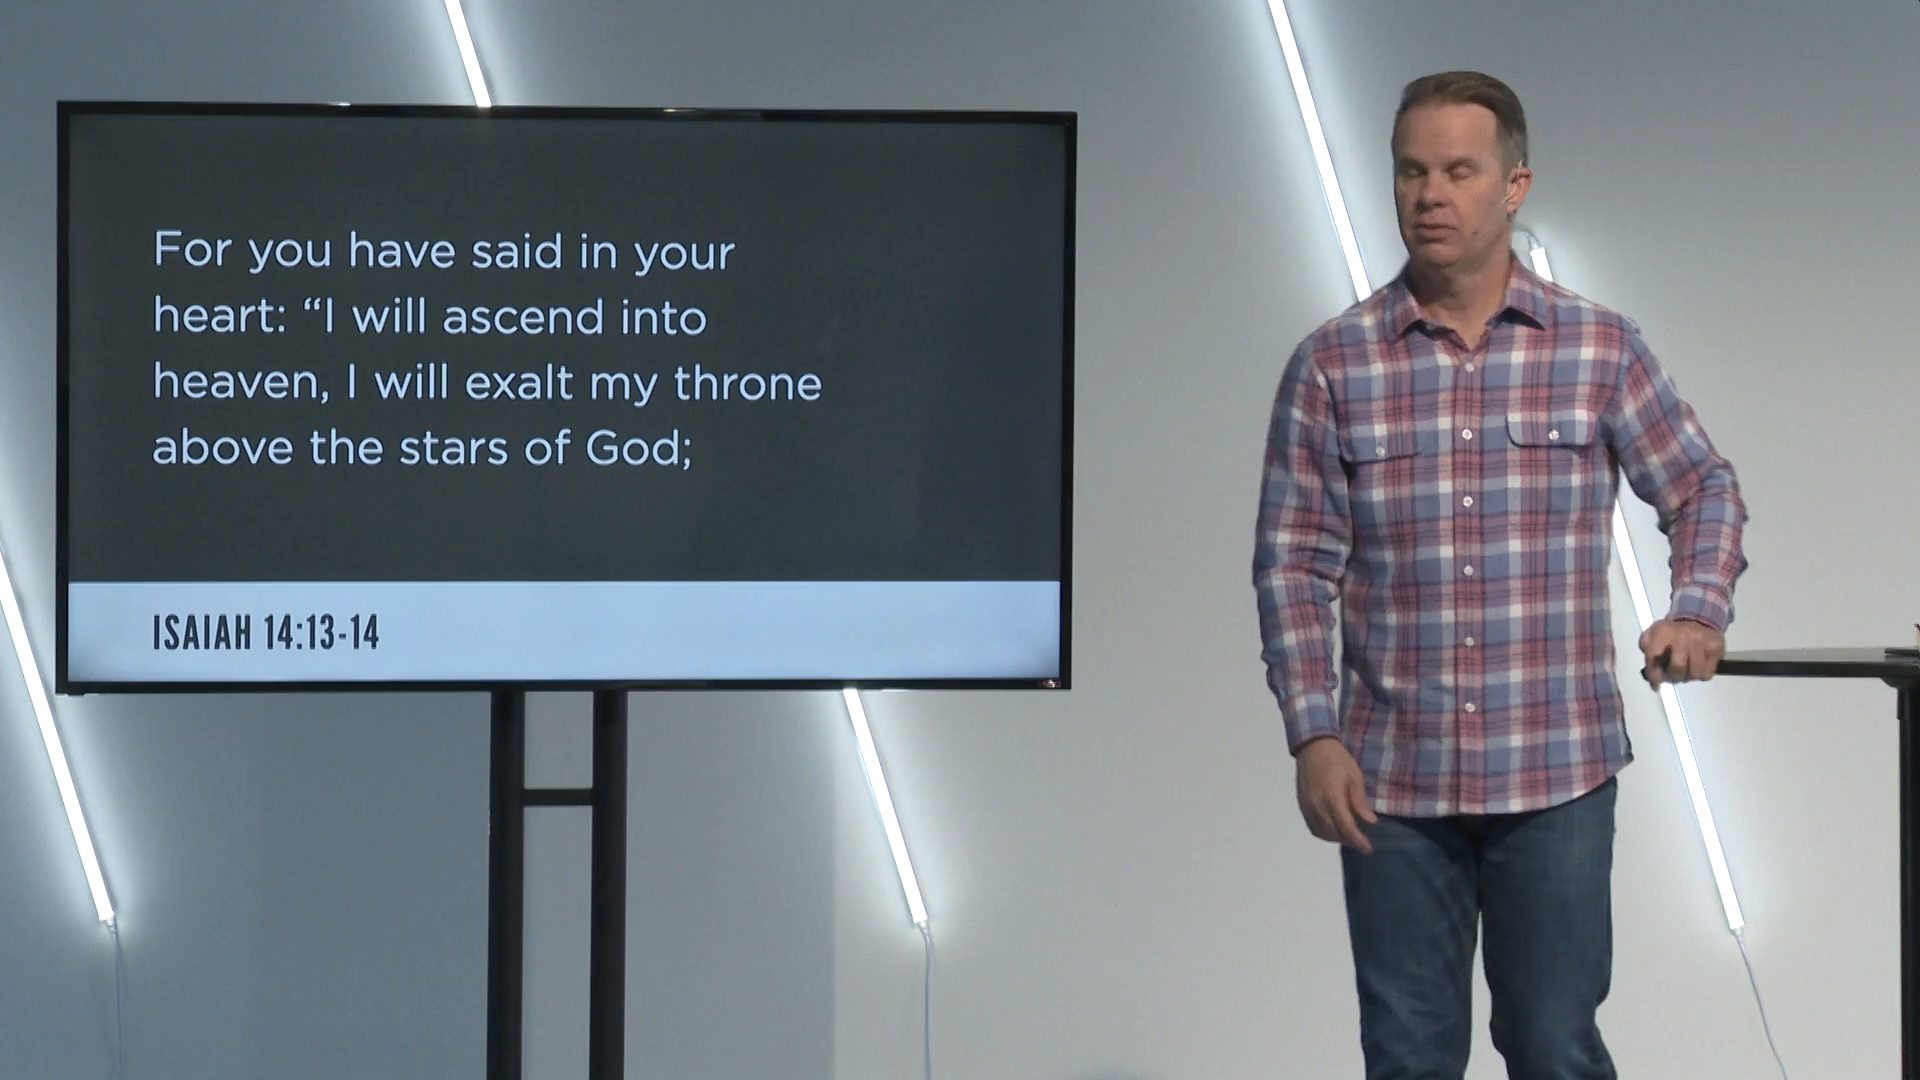 For you have said in your
heart: “I will ascend into
heaven, I will exalt my throne
above the stars of God;
ISAIAH 14:13-14